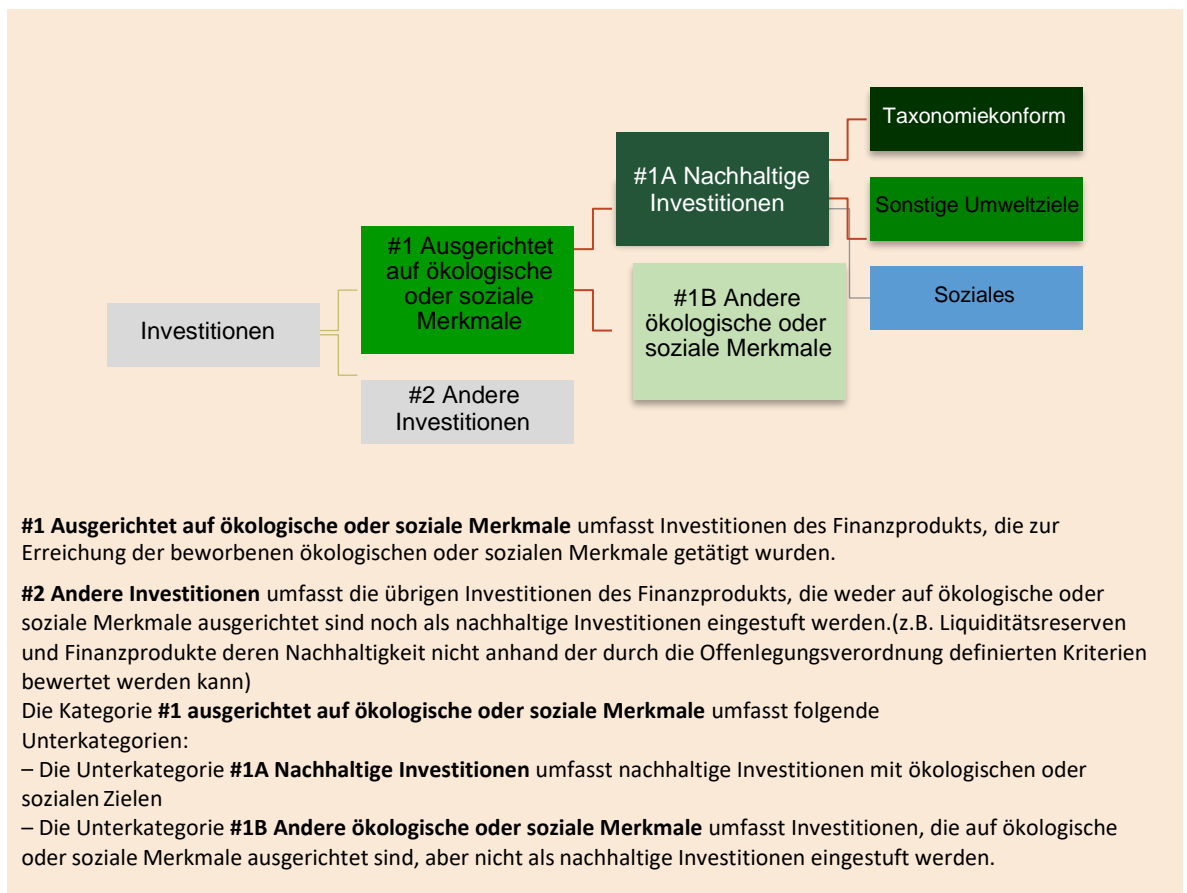 Taxonomiekonform
#1A Nachhaltige
Investitionen
Sonstige Umweltziele
#1 Ausgerichtet
auf ökologische
oder soziale
Merkmale
Soziales
#1B Andere
ökologische oder
soziale Merkmale
Investitionen
#2 Andere
Investitionen
#1 Ausgerichtet auf ökologische oder soziale Merkmale umfasst Investitionen des Finanzprodukts, die zur
Erreichung der beworbenen ökologischen oder sozialen Merkmale getätigt wurden.
#2 Andere Investitionen umfasst die übrigen Investitionen des Finanzprodukts, die weder auf ökologische oder
soziale Merkmale ausgerichtet sind noch als nachhaltige Investitionen eingestuft werden.(z.B. Liquiditätsreserven
und Finanzprodukte deren Nachhaltigkeit nicht anhand der durch die Offenlegungsverordnung definierten Kriterien
bewertet werden kann)
Die Kategorie #1 ausgerichtet auf ökologische oder soziale Merkmale umfasst folgende
Unterkategorien:
– Die Unterkategorie #1A Nachhaltige Investitionen umfasst nachhaltige Investitionen mit ökologischen oder
sozialen Zielen
– Die Unterkategorie #1B Andere ökologische oder soziale Merkmale umfasst Investitionen, die auf ökologische
oder soziale Merkmale ausgerichtet sind, aber nicht als nachhaltige Investitionen eingestuft werden.